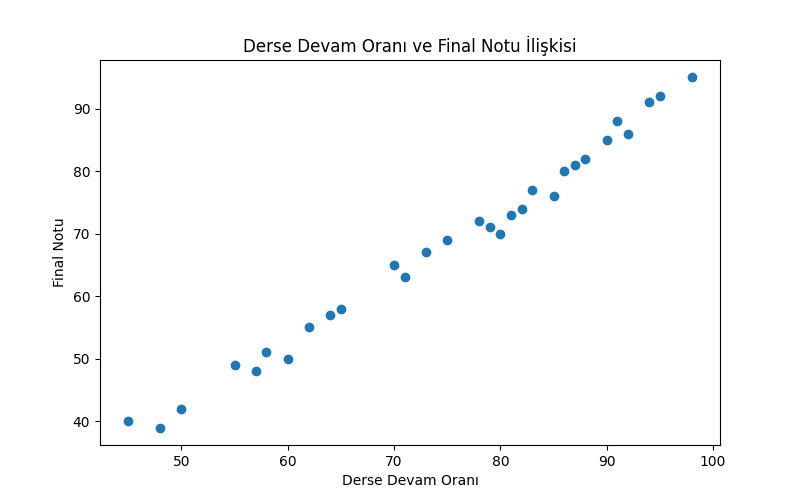 Derse Devam Oranı ve Final Notu İlişkisi
Final Notu
90
80
70
60
50
40
50 60 70 80 90 100
Derse Devam Oranı